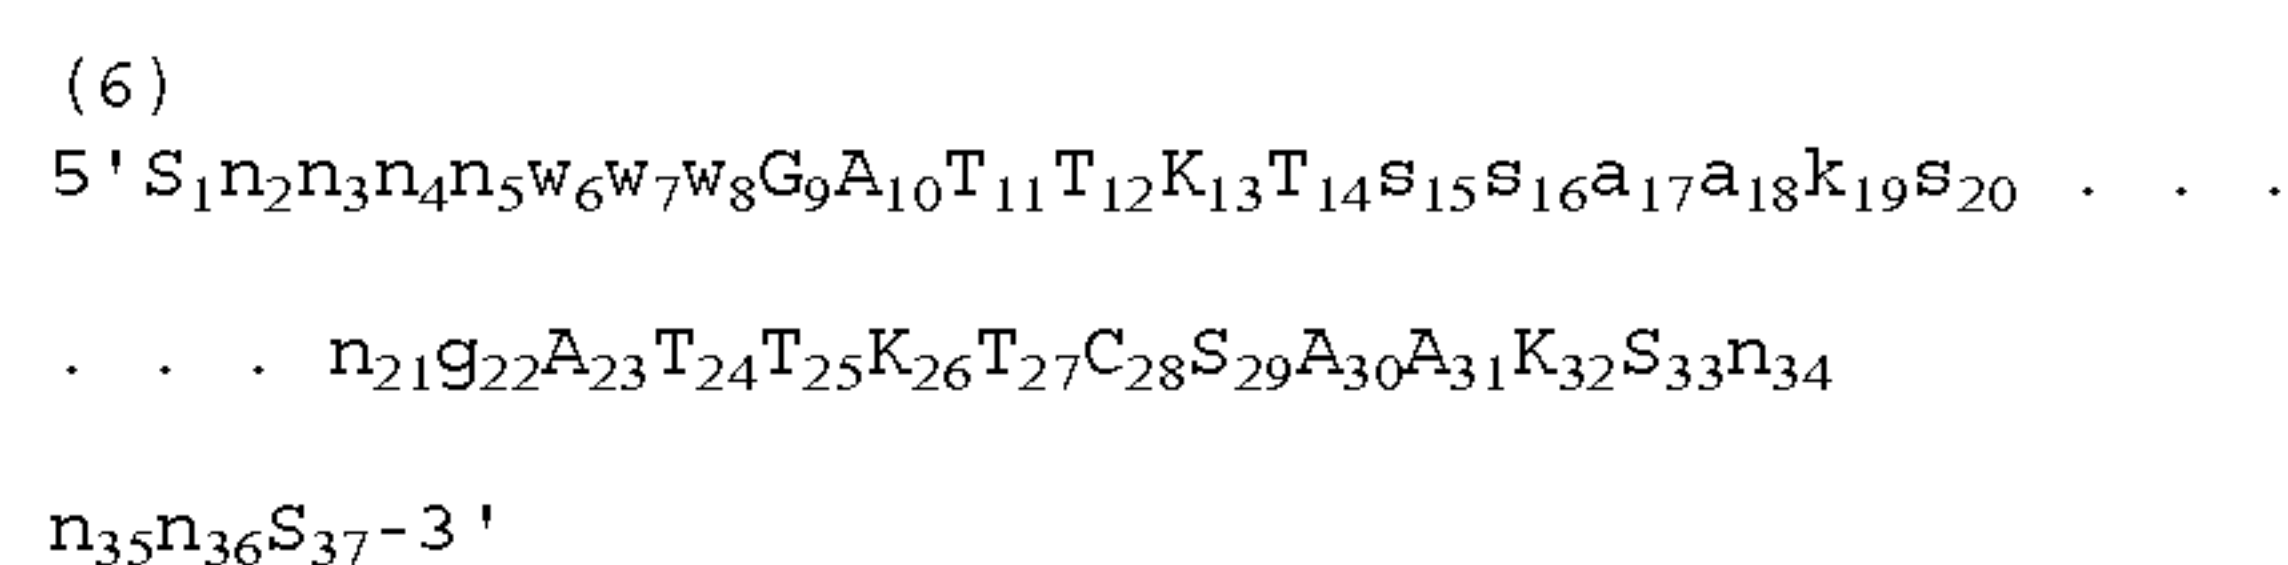 (6)
5'S₁n₂n₃n₄n₅w₆w₇w₈G₉A₁₀T₁₁T₁₂K₁₃T₁₄s₁₅s₁₆a₁₇a₁₈k₁₉s₂₀ . . .
. . . n₂₁g₂₂A₂₃T₂₄T₂₅K₂₆T₂₇C₂₈S₂₉A₃₀A₃₁K₃₂S₃₃n₃₄
n₃₅n₃₆S₃₇-3'